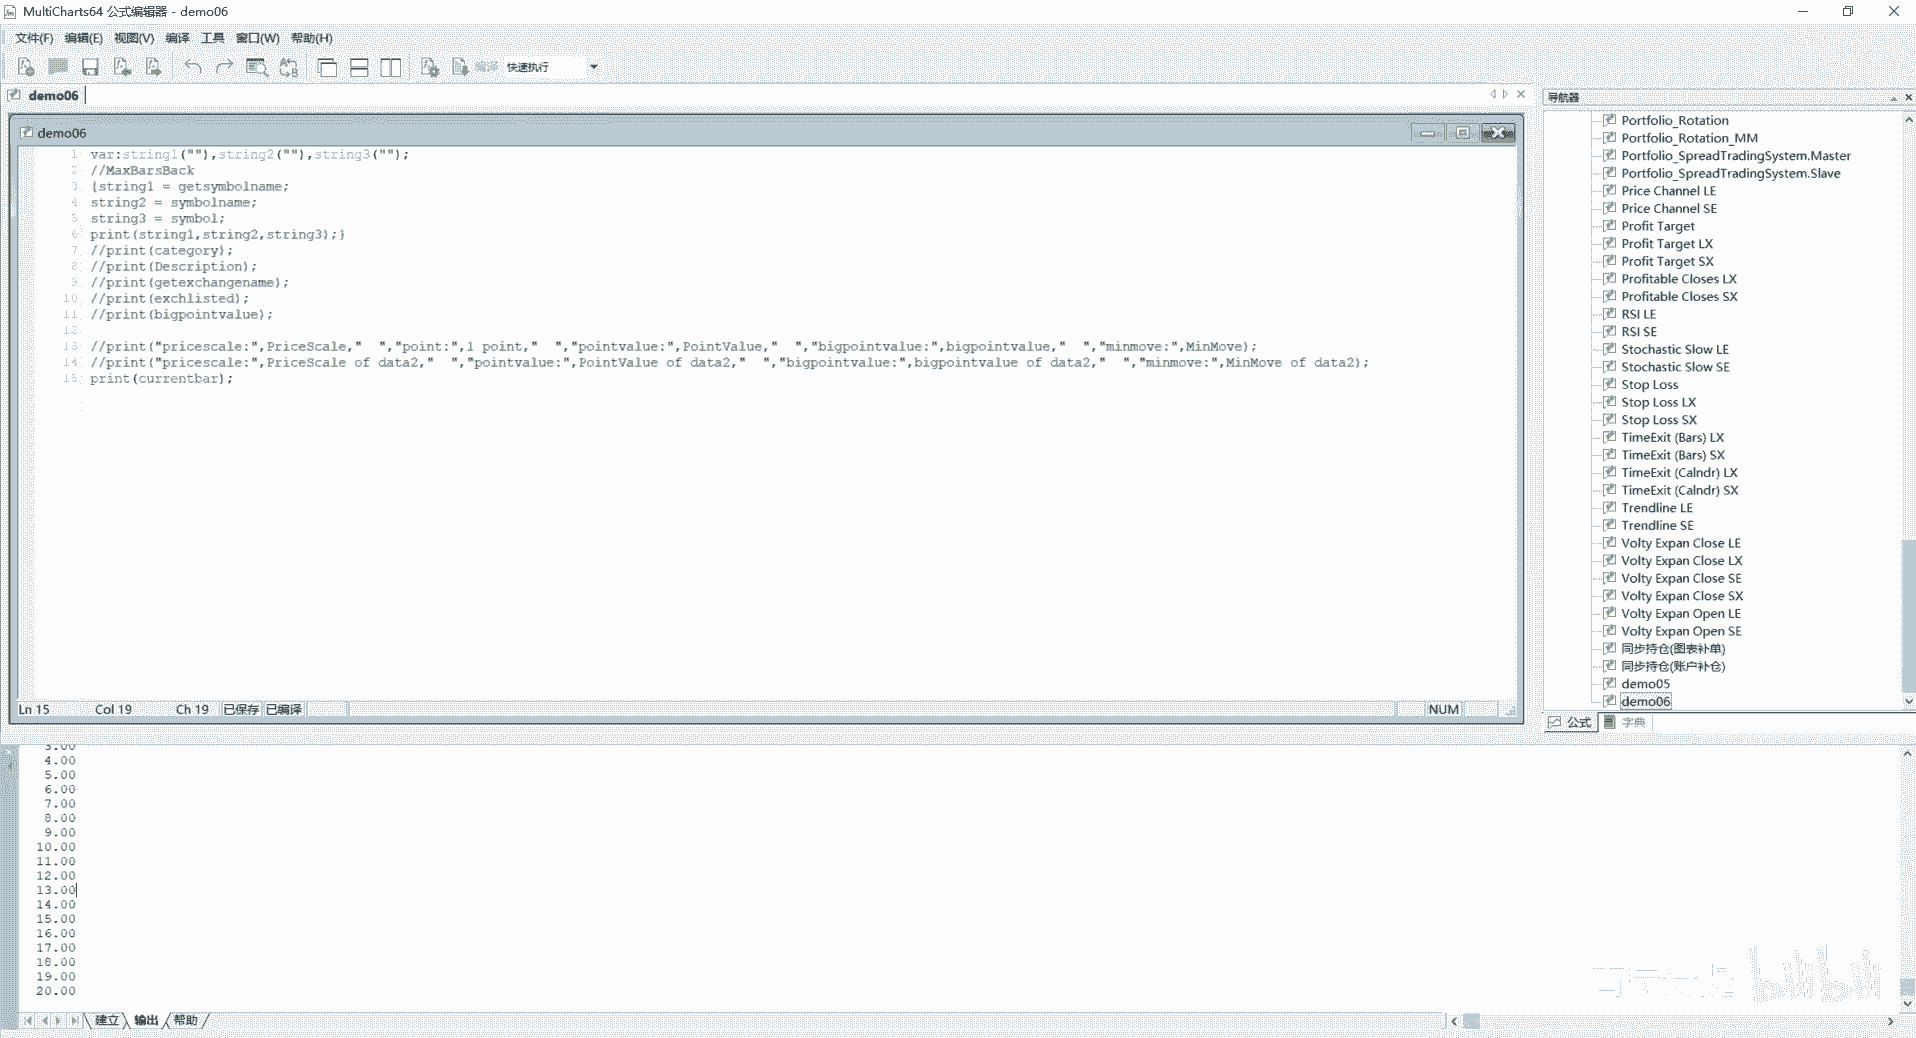 MultiCharts64 公式编辑器 - demo06
文件(F) 编辑(E) 视图(V) 编译 工具 窗口(W) 帮助(H)
编译 快速执行
demo06
demo06
1 var:string1(""),string2(""),string3("");
2 //MaxBarsBack
3 {string1 = getsymbolname;
4 string2 = symbolname;
5 string3 = symbol;
6 print(string1,string2,string3);}
7 //print(category);
8 //print(Description);
9 //print(getexchangename);
10 //print(exchlisted);
11 //print(bigpointvalue);
12
13 //print("pricescale:",PriceScale,"  ","point:",1 point,"  ","pointvalue:",PointValue,"  ","bigpointvalue:",bigpointvalue,"  ","minmove:",MinMove);
14 //print("pricescale:",PriceScale of data2,"  ","pointvalue:",PointValue of data2,"  ","bigpointvalue:",bigpointvalue of data2,"  ","minmove:",MinMove of data2);
15 print(currentbar);
Ln 15 Col 19 Ch 19 已保存 已编译 NUM
导航器
Portfolio_Rotation
Portfolio_Rotation_MM
Portfolio_SpreadTradingSystem.Master
Portfolio_SpreadTradingSystem.Slave
Price Channel LE
Price Channel SE
Profit Target
Profit Target LX
Profit Target SX
Profitable Closes LX
Profitable Closes SX
RSI LE
RSI SE
Stochastic Slow LE
Stochastic Slow SE
Stop Loss
Stop Loss LX
Stop Loss SX
TimeExit (Bars) LX
TimeExit (Bars) SX
TimeExit (Calndr) LX
TimeExit (Calndr) SX
Trendline LE
Trendline SE
Volty Expan Close LE
Volty Expan Close LX
Volty Expan Close SE
Volty Expan Close SX
Volty Expan Open LE
Volty Expan Open SE
同步持仓(图表补单)
同步持仓(账户补仓)
demo05
demo06
公式 字典
3.00
4.00
5.00
6.00
7.00
8.00
9.00
10.00
11.00
12.00
13.00
14.00
15.00
16.00
17.00
18.00
19.00
20.00
建立 输出 帮助
bilibili